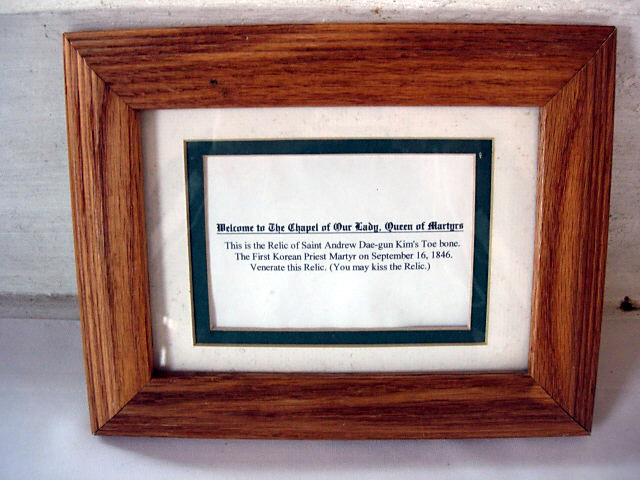 Welcome to The Chapel of Our Lady, Queen of Martyrs
This is the Relic of Saint Andrew Dae-gun Kim's Toe bone.
The First Korean Priest Martyr on September 16, 1846.
Venerate this Relic. (You may kiss the Relic.)